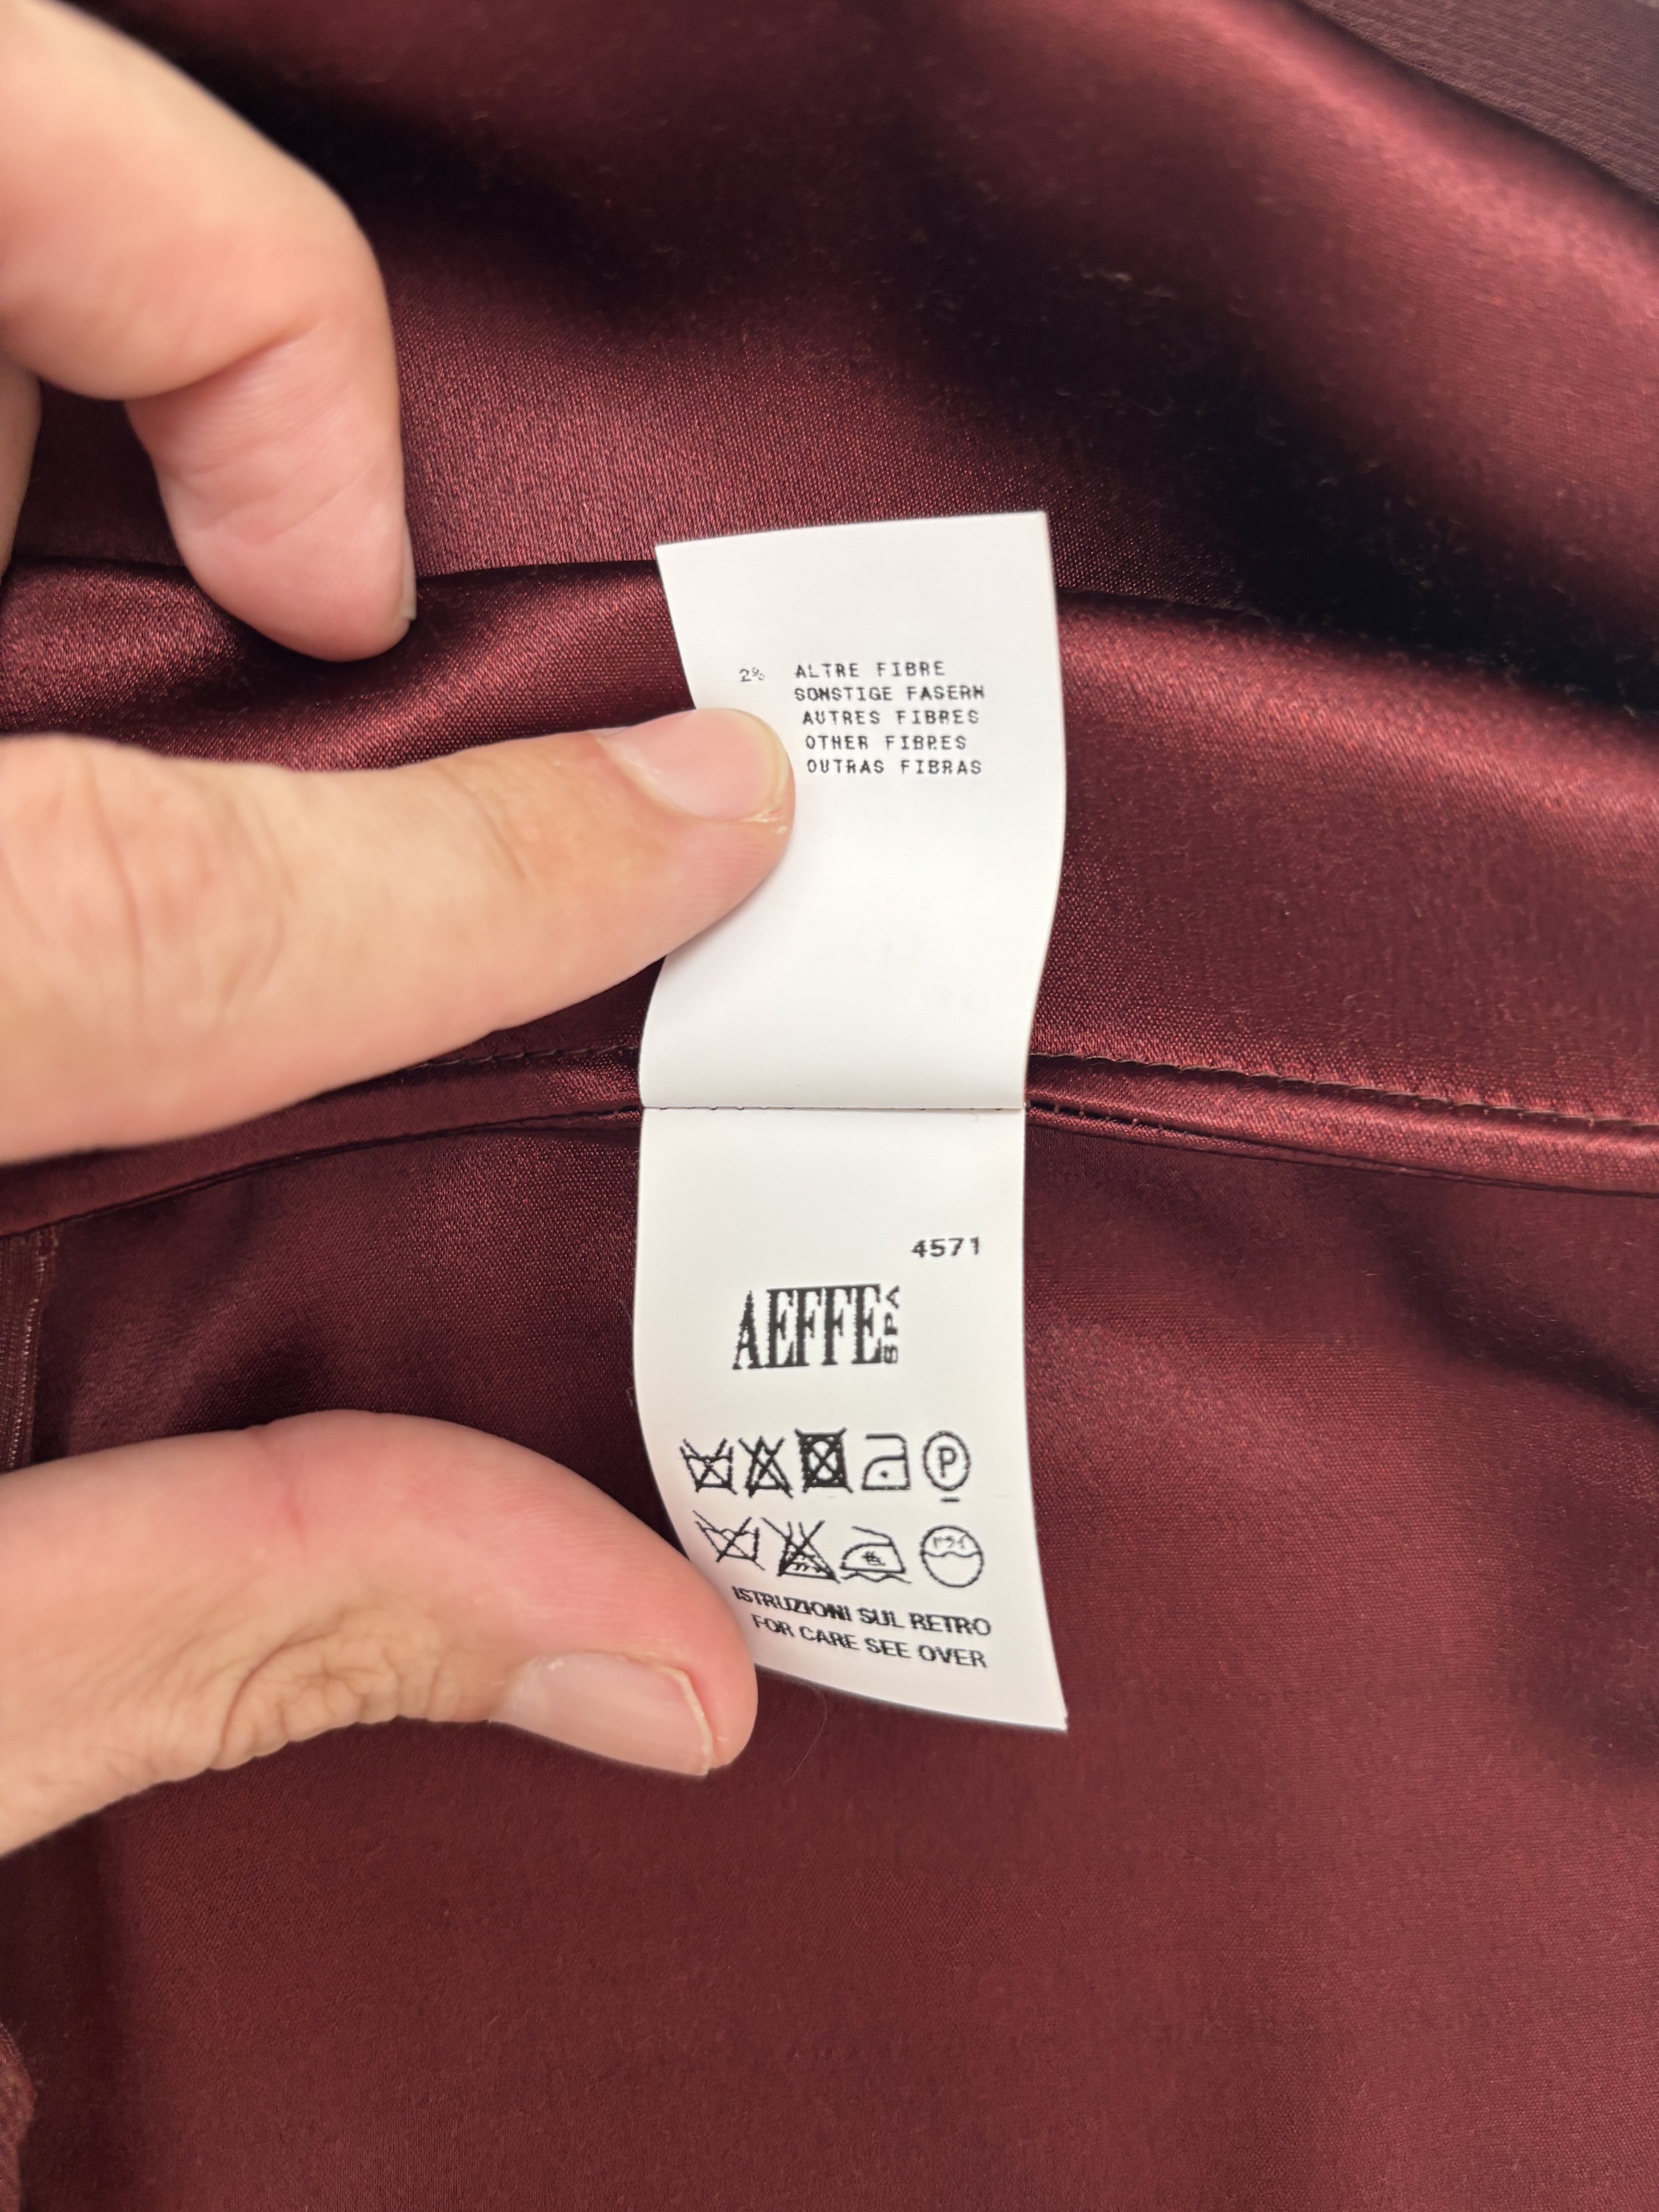 2% ALTRE FIBRE
SONSTIGE FASERN
AUTRES FIBRES
OTHER FIBRES
OUTRAS FIBRAS
4571
AEFFE SPA
P
ISTRUZIONI SUL RETRO
FOR CARE SEE OVER